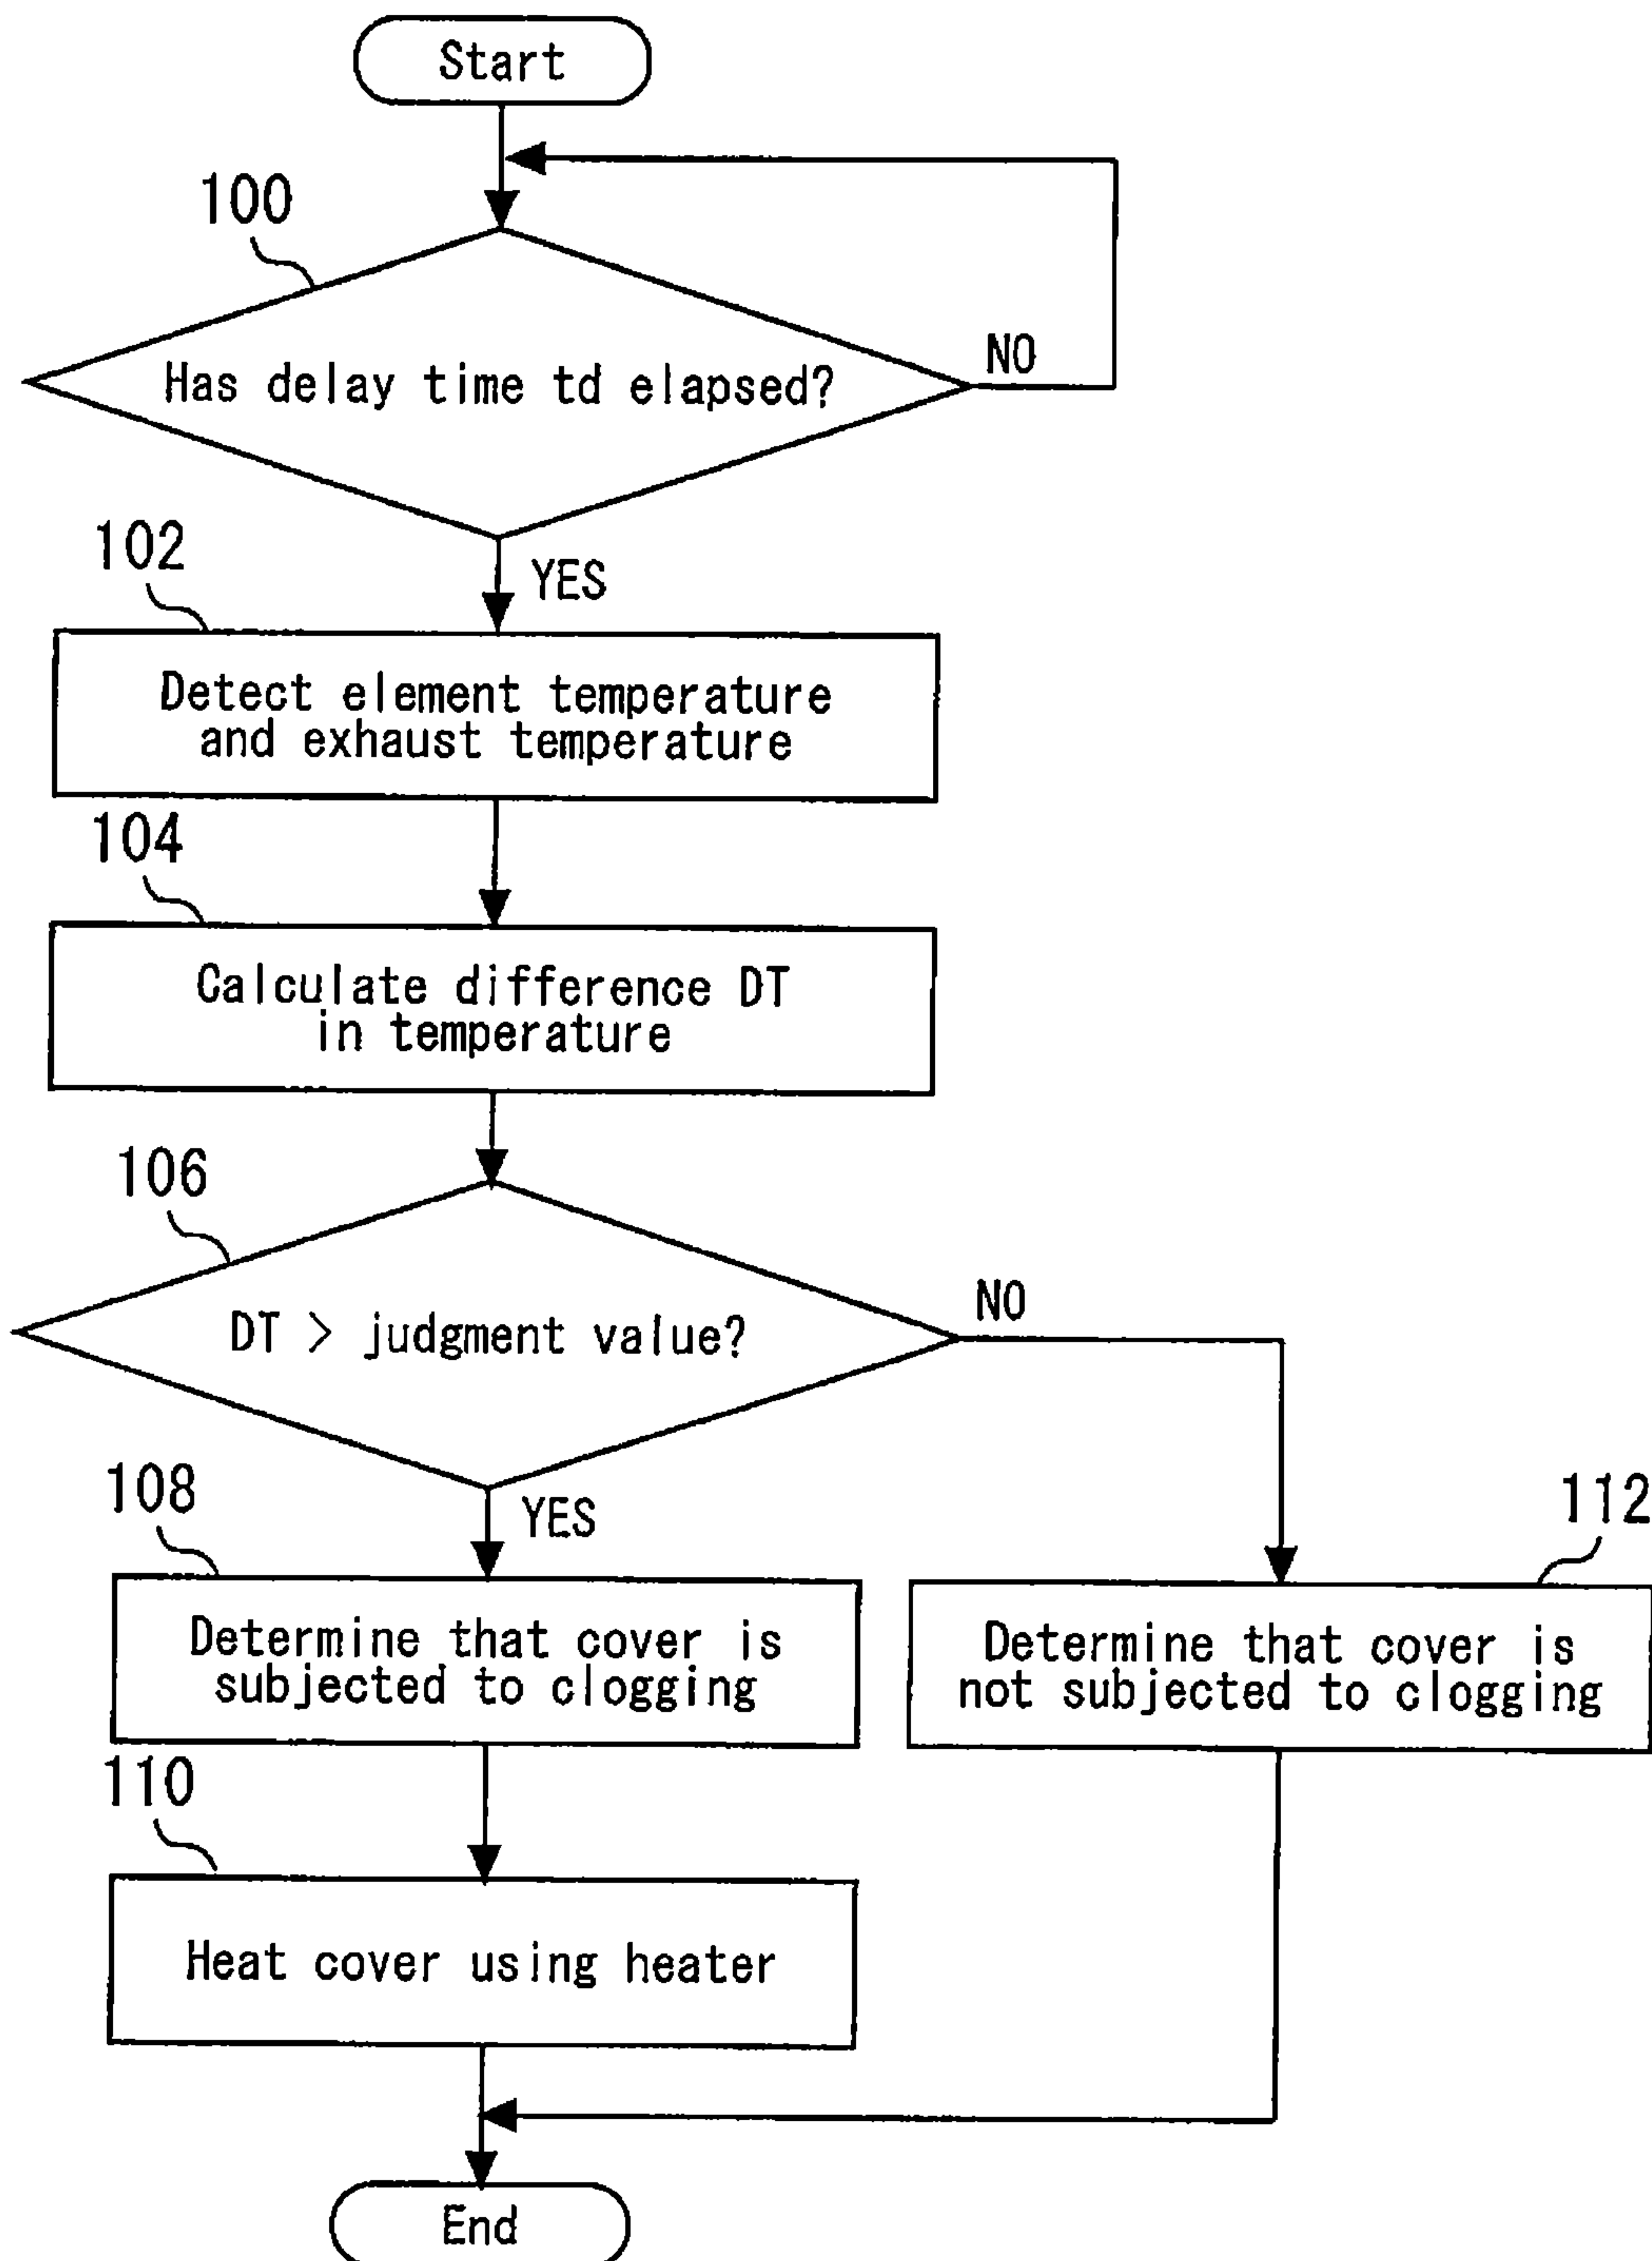 Start
100
NO
Has delay time td elapsed?
102
YES
Detect element temperature
and exhaust temperature
104
Calculate difference DT
in temperature
106
NO
DT > judgment value?
108
YES
112
Determine that cover is
subjected to clogging
Determine that cover is
not subjected to clogging
110
Heat cover using heater
End